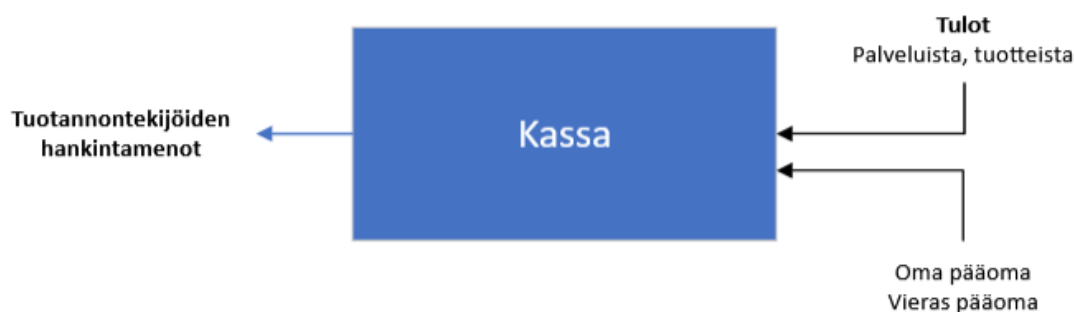 Tulot
Palveluista, tuotteista
Tuotannontekijöiden
hankintamenot
Kassa
Oma pääoma
Vieras pääoma